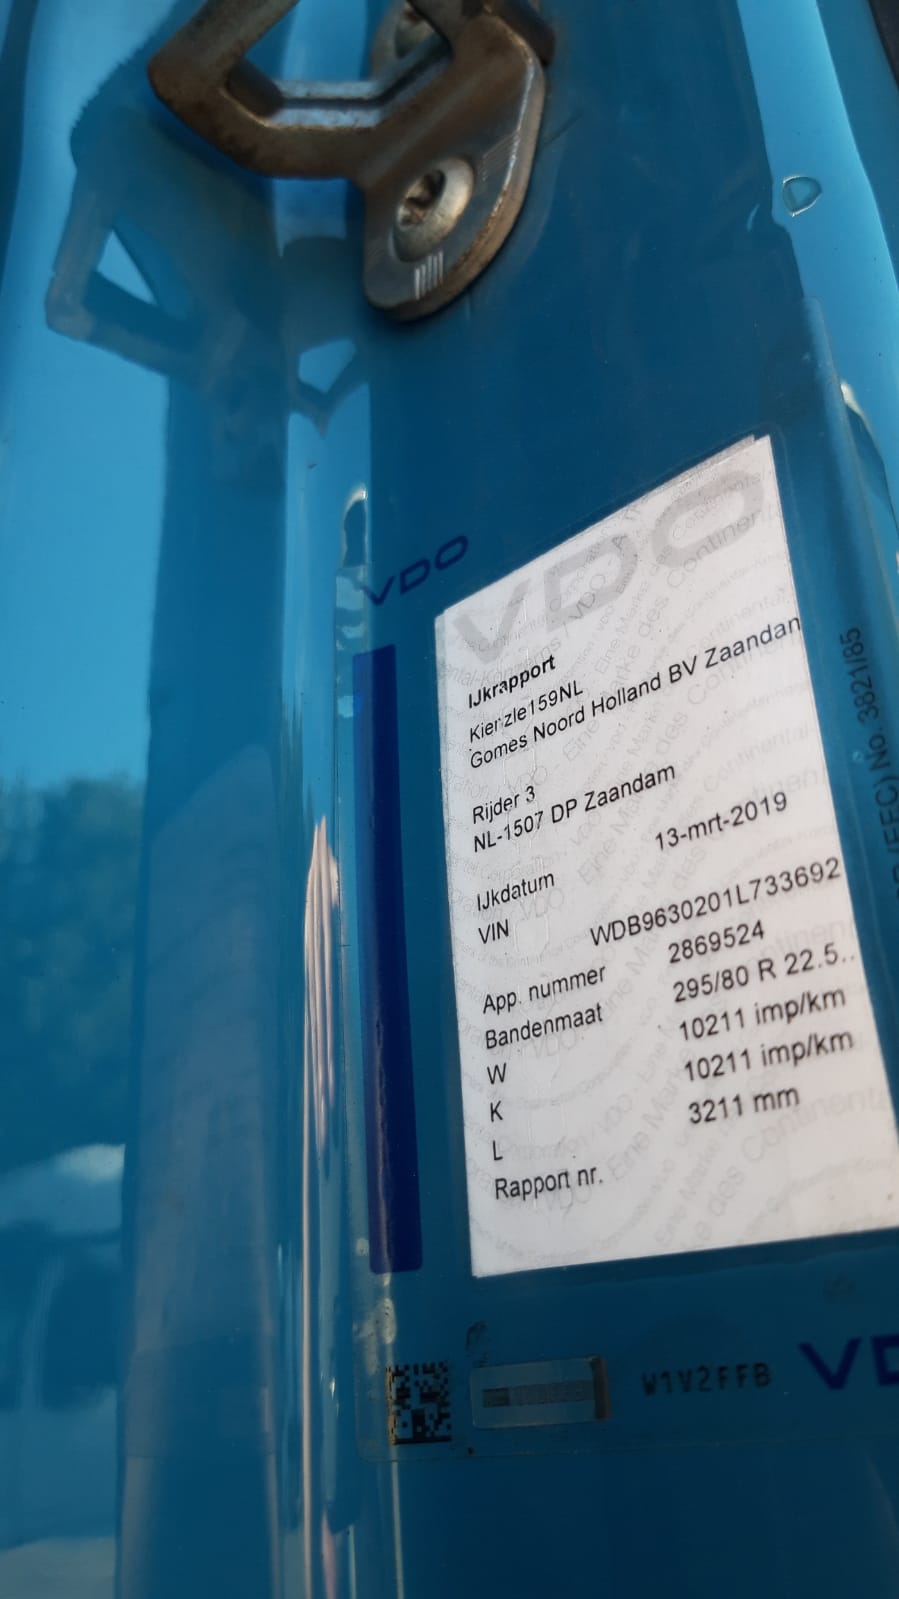 VDO
VDO
IJkrapport
Kienzle159NL
Gomes Noord Holland BV Zaandan
Rijder 3
NL-1507 DP Zaandam
IJkdatum 13-mrt-2019
VIN WDB9630201L733692
App. nummer 2869524
Bandenmaat 295/80 R 22.5..
W 10211 imp/km
K 10211 imp/km
L 3211 mm
Rapport nr.
(EEC) No. 3821/85
W1V2FFB
VD